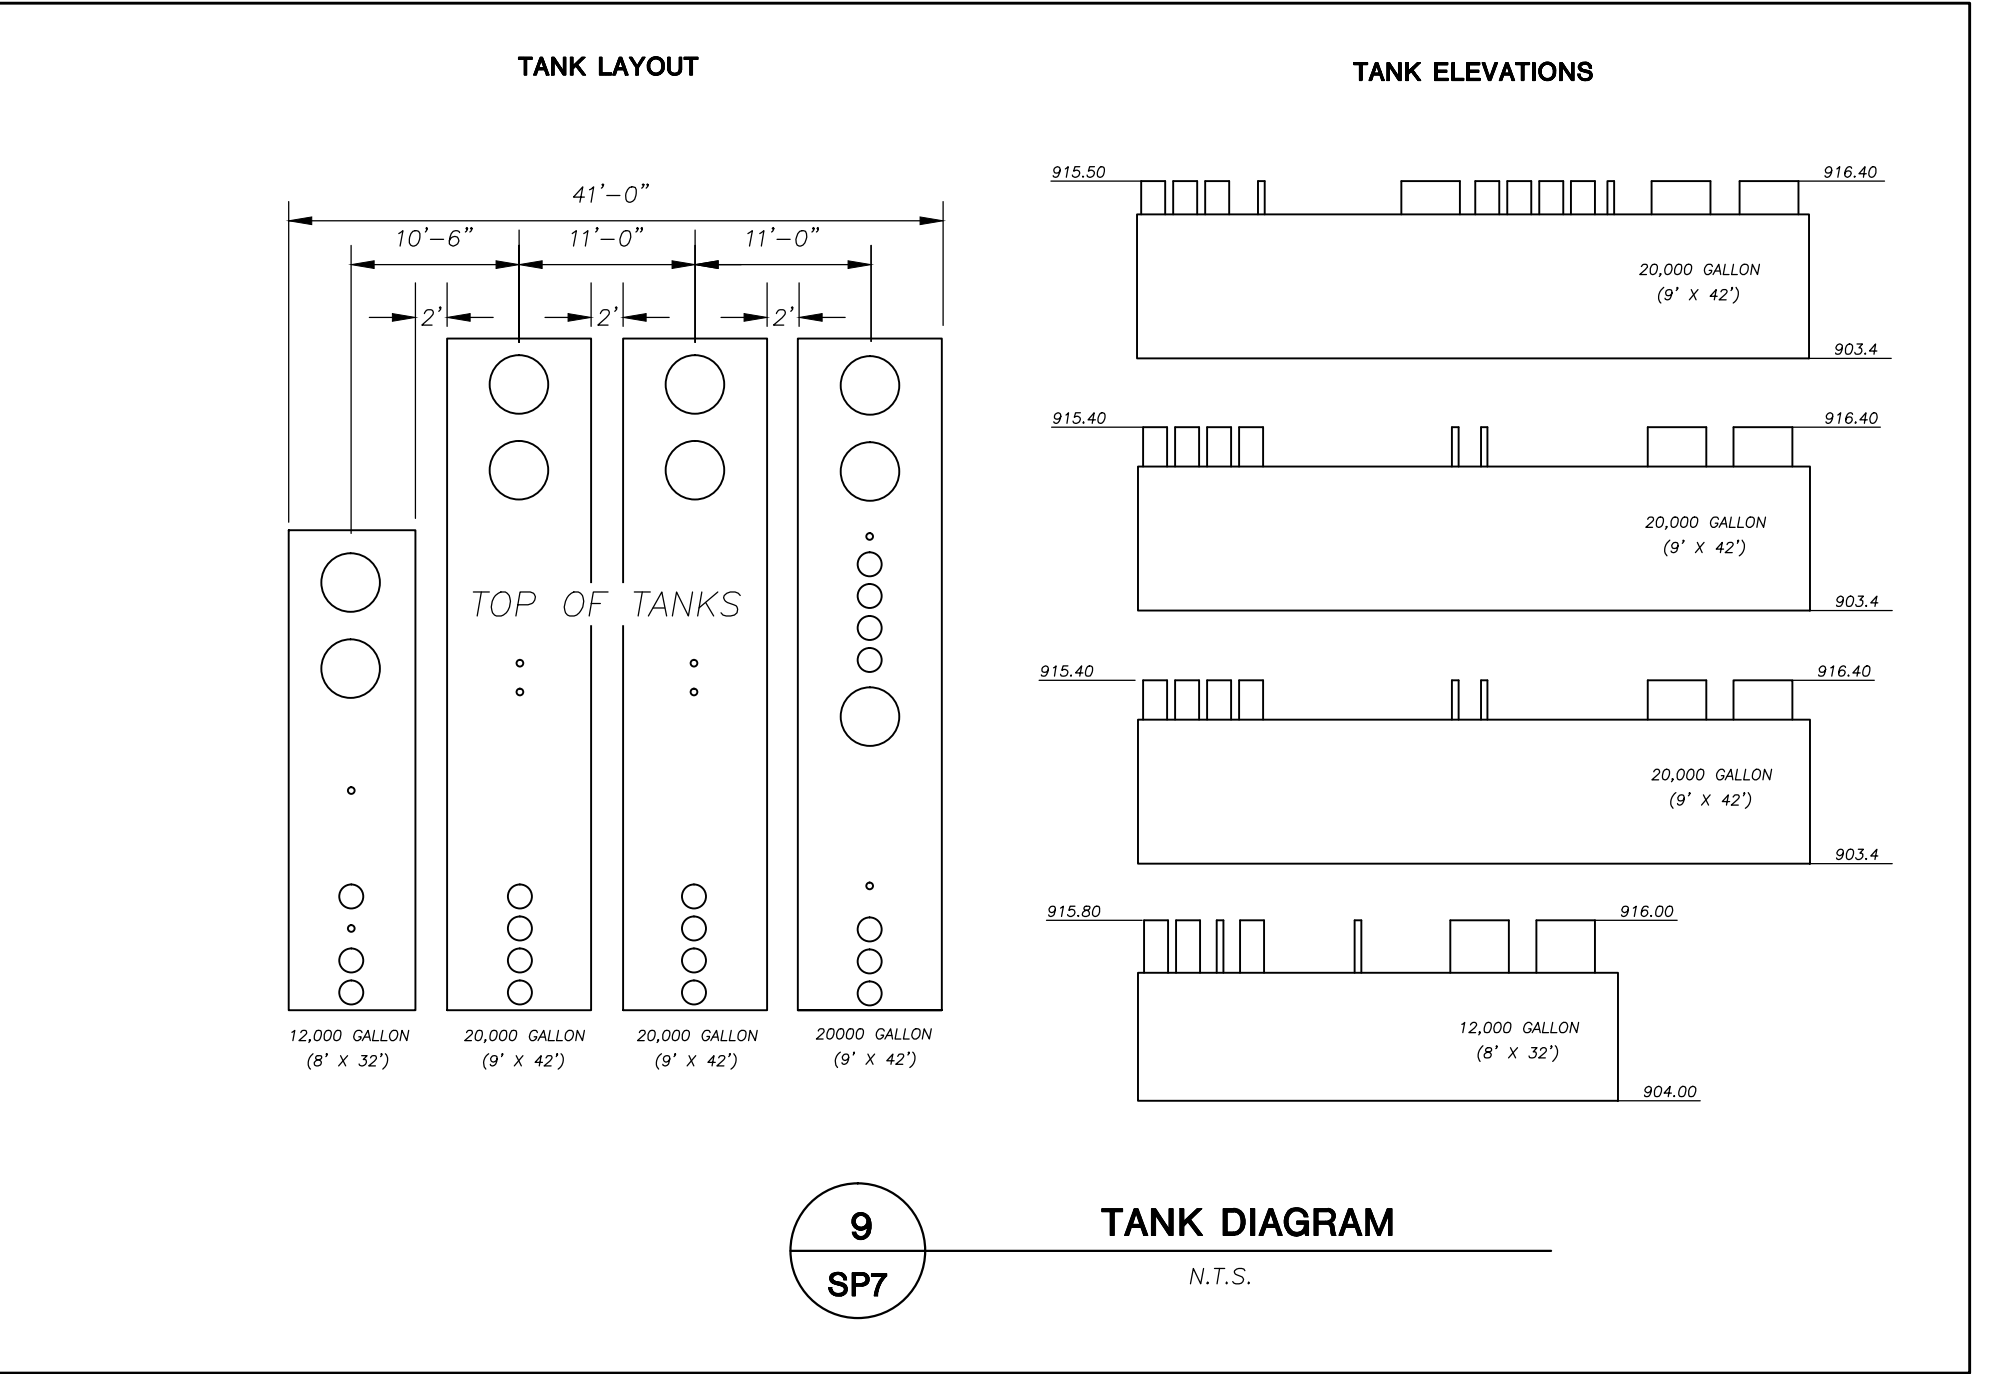 TANK LAYOUT
TANK ELEVATIONS
41'-0"
10'-6"
11'-0"
11'-0"
2'
2'
2'
TOP OF TANKS
12,000 GALLON
(8' X 32')
20,000 GALLON
(9' X 42')
20,000 GALLON
(9' X 42')
20000 GALLON
(9' X 42')
915.50
916.40
20,000 GALLON
(9' X 42')
903.4
915.40
916.40
20,000 GALLON
(9' X 42')
903.4
915.40
916.40
20,000 GALLON
(9' X 42')
903.4
915.80
916.00
12,000 GALLON
(8' X 32')
904.00
9
SP7
TANK DIAGRAM
N.T.S.